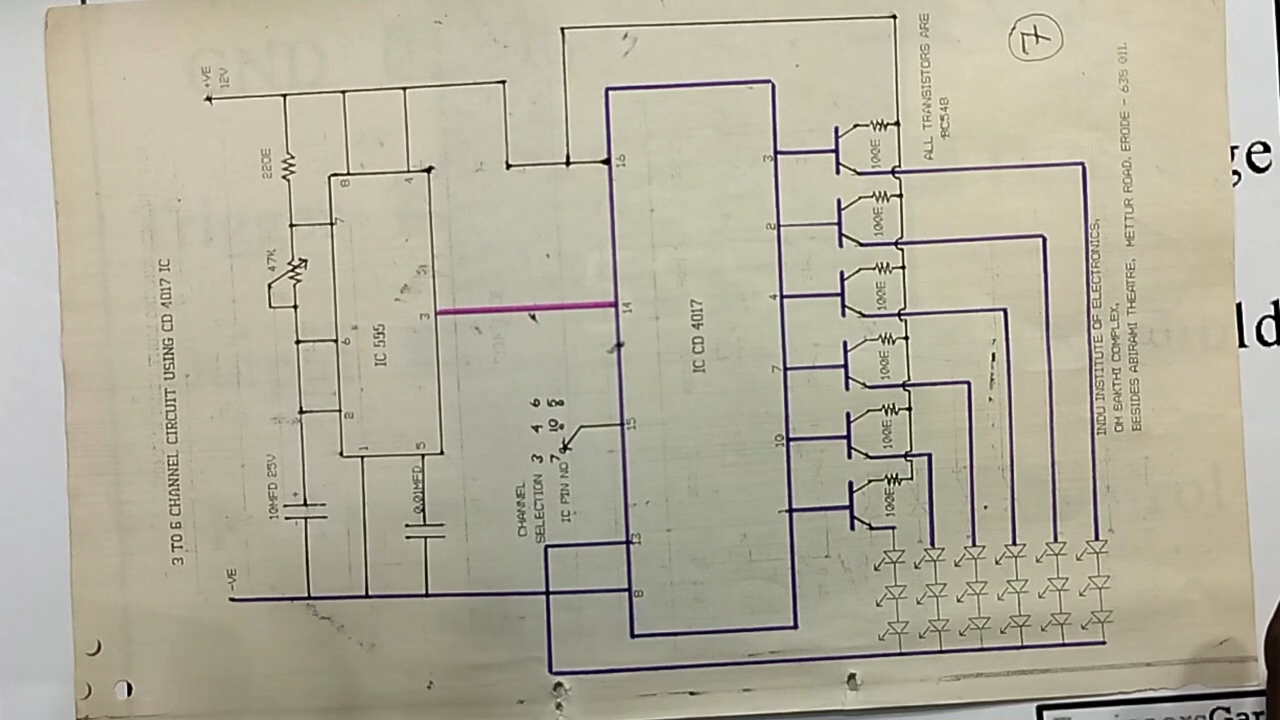 3 TO 6 CHANNEL CIRCUIT USING CD 4017 IC
+VE
12V
220E
47K
10MFD 25V
-VE
8
7
6
2
4
1
5
3
IC 555
0.01MFD
CHANNEL
SELECTION 3 4 6
IC PIN NO 7 10 5
16
14
15
13
8
IC CD 4017
3
2
4
7
10
1
100E
100E
100E
100E
100E
100E
ALL TRANSISTORS ARE
BC548
7
INDU INSTITUTE OF ELECTRONICS,
OM SAKTHI COMPLEX,
BESIDES ABIRAMI THEATRE, METTUR ROAD, ERODE - 638 011.
ge
ld